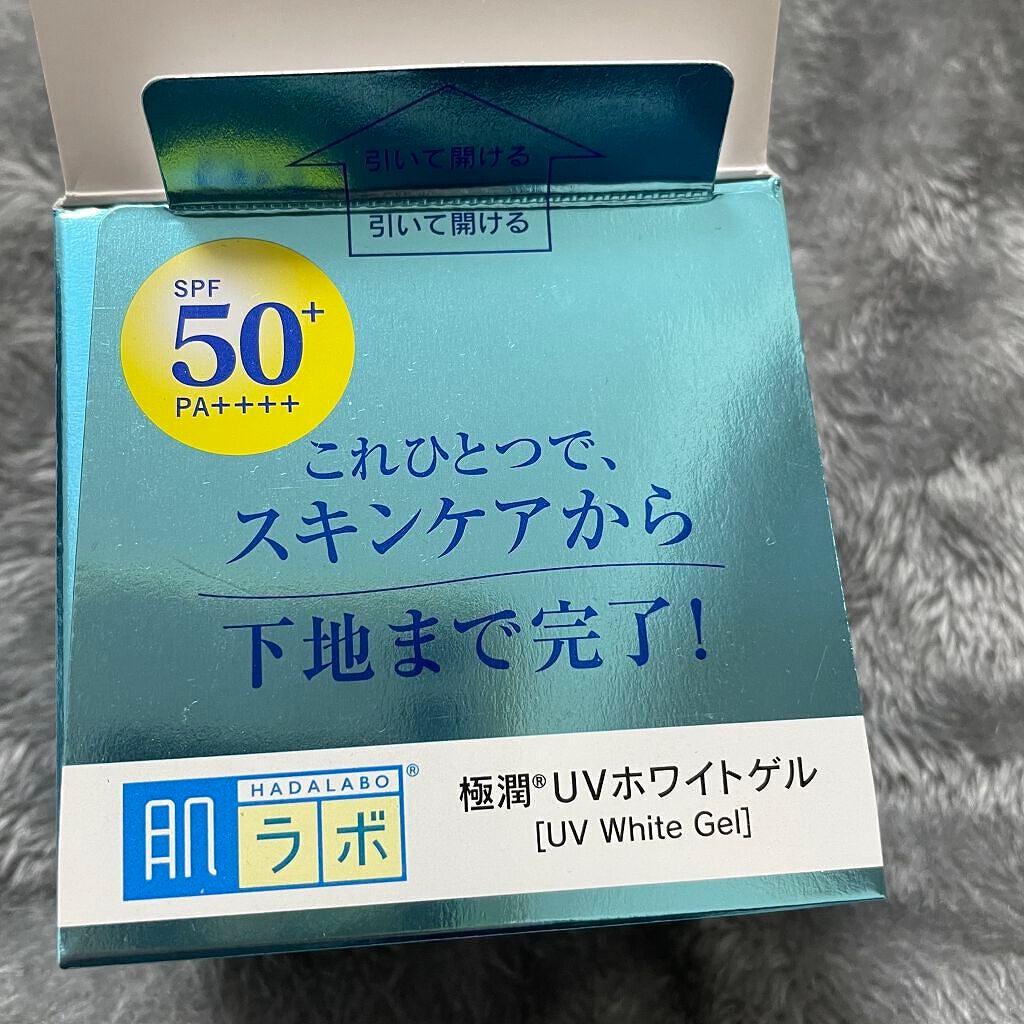 引いて開ける
引いて開ける
SPF
50+
PA++++
これひとつで、
スキンケアから
下地まで完了!
HADALABO®
肌ラボ
極潤®UVホワイトゲル
[UV White Gel]